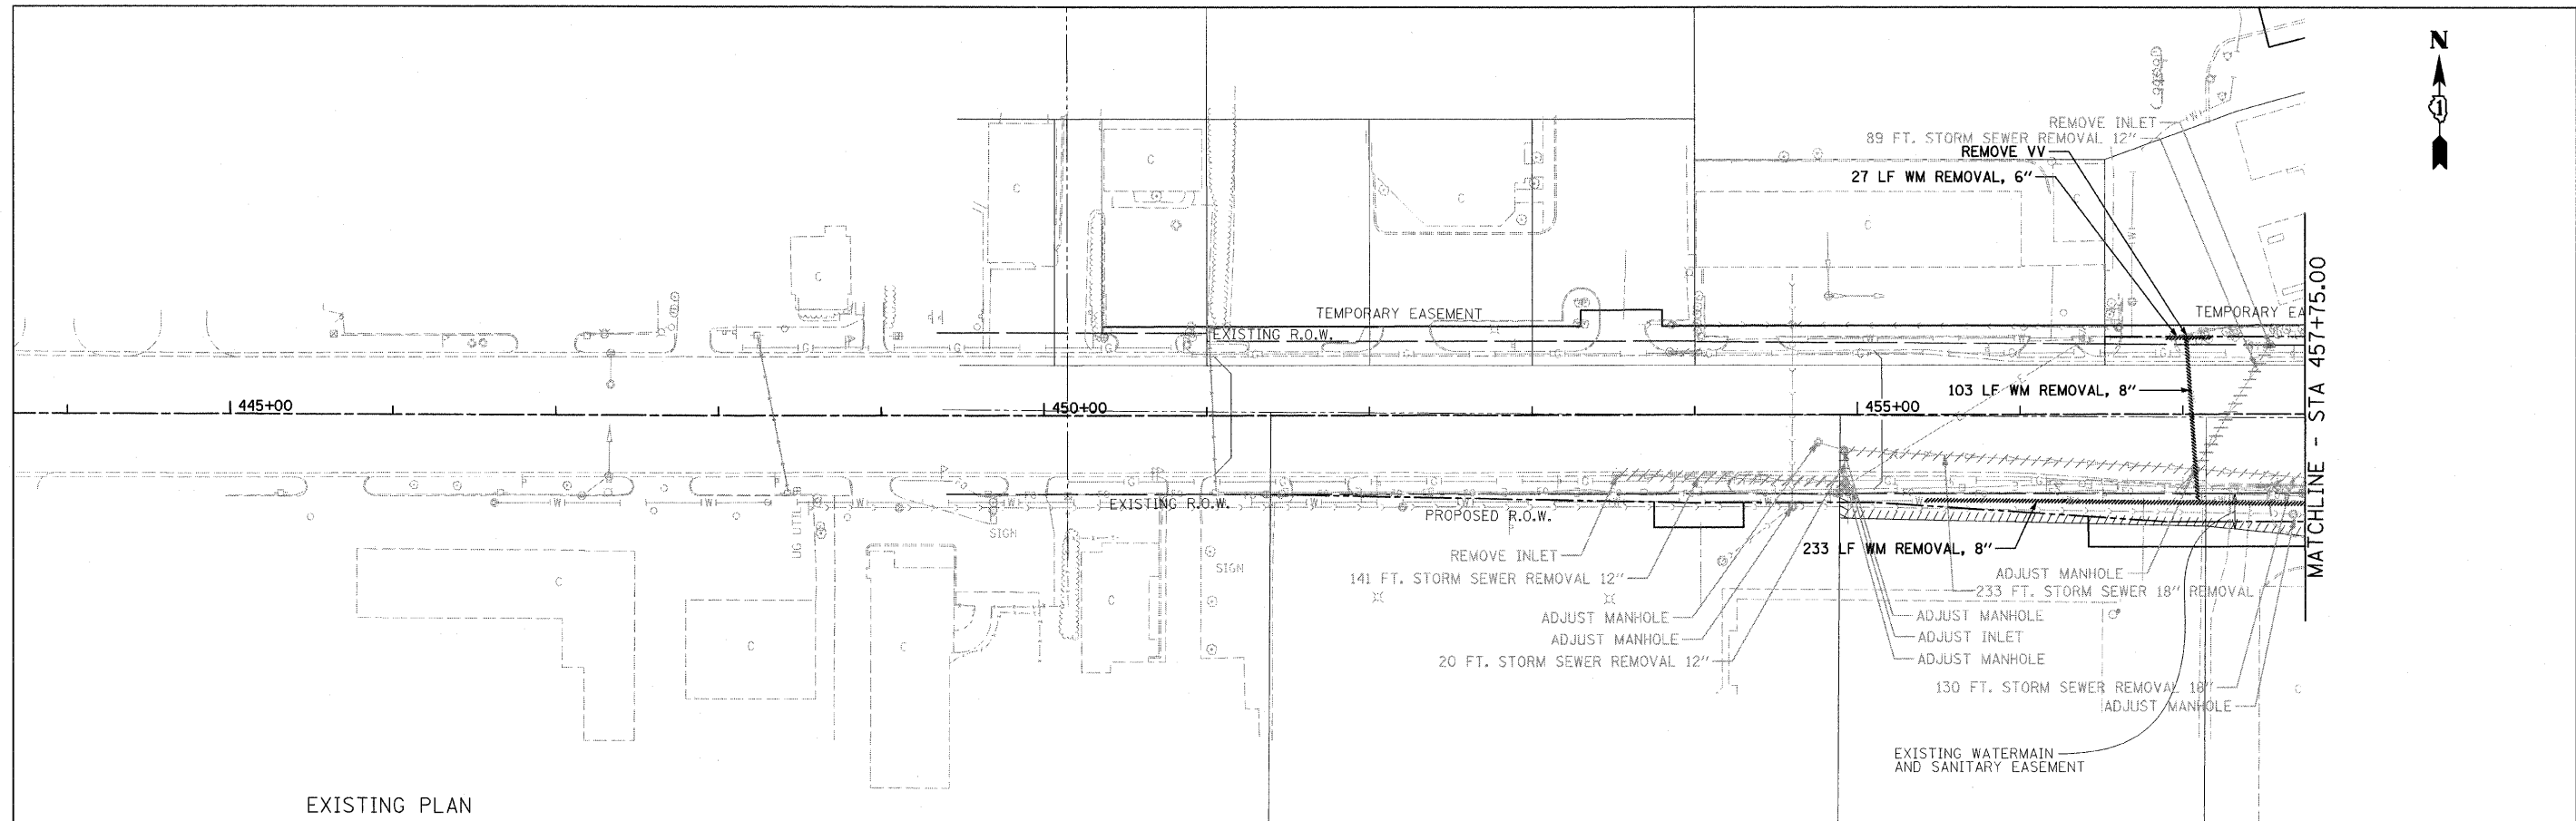 N
1
REMOVE INLET
89 FT. STORM SEWER REMOVAL 12"
REMOVE VV
27 LF WM REMOVAL, 6"
C
C
C
C
C
C
TEMPORARY EASEMENT
TEMPORARY EA
EXISTING R.O.W.
103 LF WM REMOVAL, 8"
445+00
450+00
455+00
MATCHLINE - STA 457+75.00
EXISTING R.O.W.
PROPOSED R.O.W.
SIGN
UG UTIL
SIGN
REMOVE INLET
141 FT. STORM SEWER REMOVAL 12"
233 LF WM REMOVAL, 8"
ADJUST MANHOLE
233 FT. STORM SEWER 18" REMOVAL
ADJUST MANHOLE
ADJUST MANHOLE
20 FT. STORM SEWER REMOVAL 12"
ADJUST MANHOLE
ADJUST INLET
ADJUST MANHOLE
130 FT. STORM SEWER REMOVAL 18"
ADJUST MANHOLE
C
C
C
C
C
EXISTING WATERMAIN
AND SANITARY EASEMENT
EXISTING PLAN